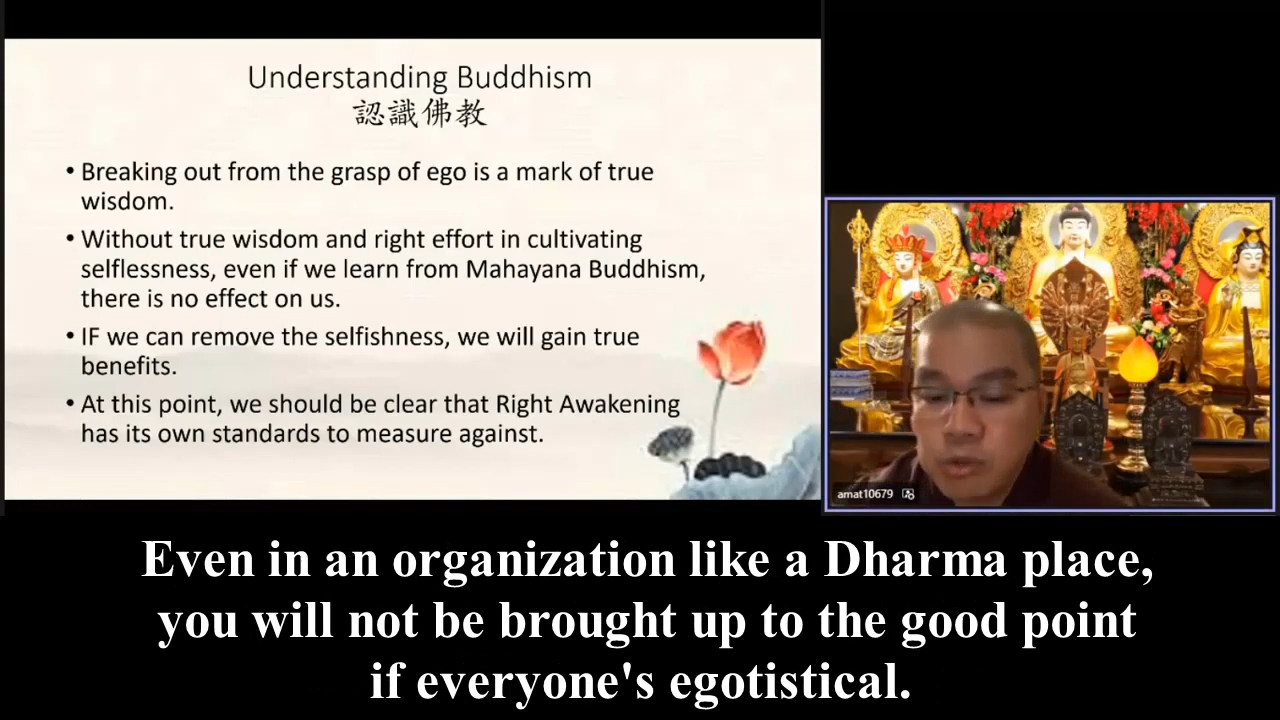 Understanding Buddhism
認識佛教
• Breaking out from the grasp of ego is a mark of true
wisdom.
• Without true wisdom and right effort in cultivating
selflessness, even if we learn from Mahayana Buddhism,
there is no effect on us.
• IF we can remove the selfishness, we will gain true
benefits.
• At this point, we should be clear that Right Awakening
has its own standards to measure against.
amat10679
Even in an organization like a Dharma place,
you will not be brought up to the good point
if everyone's egotistical.